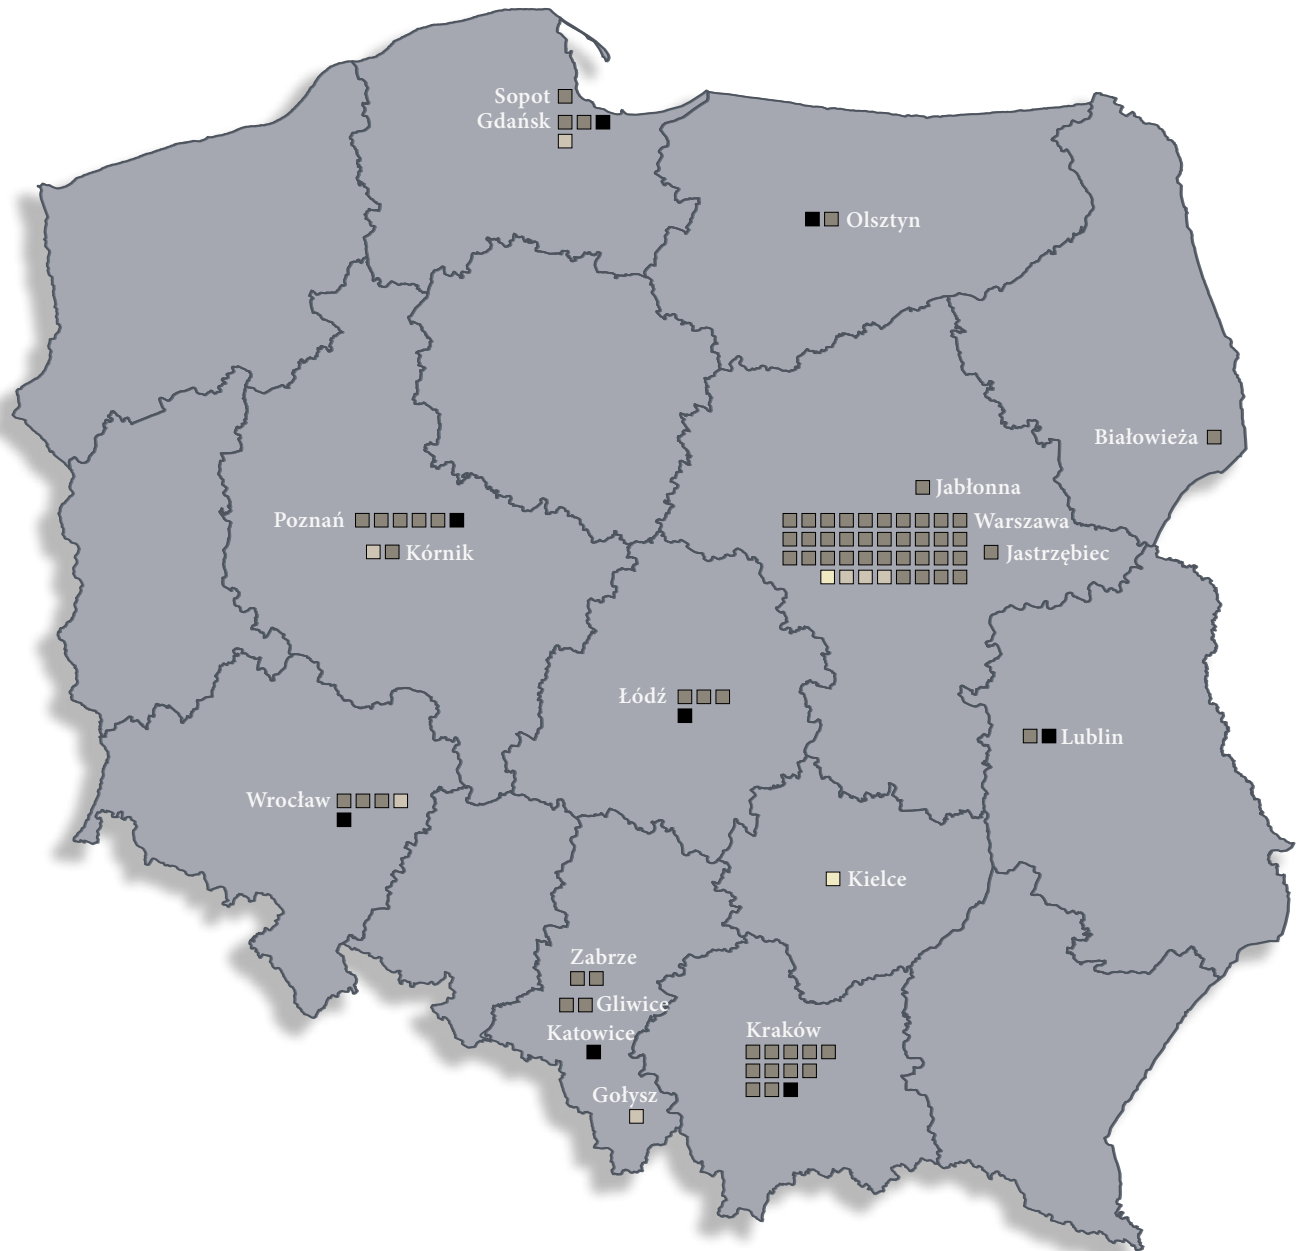 Sopot
Gdańsk
Olsztyn
Białowieża
Jabłonna
Poznań
Warszawa
Kórnik
Jastrzębiec
Łódź
Lublin
Wrocław
Kielce
Zabrze
Gliwice
Katowice
Kraków
Gołysz